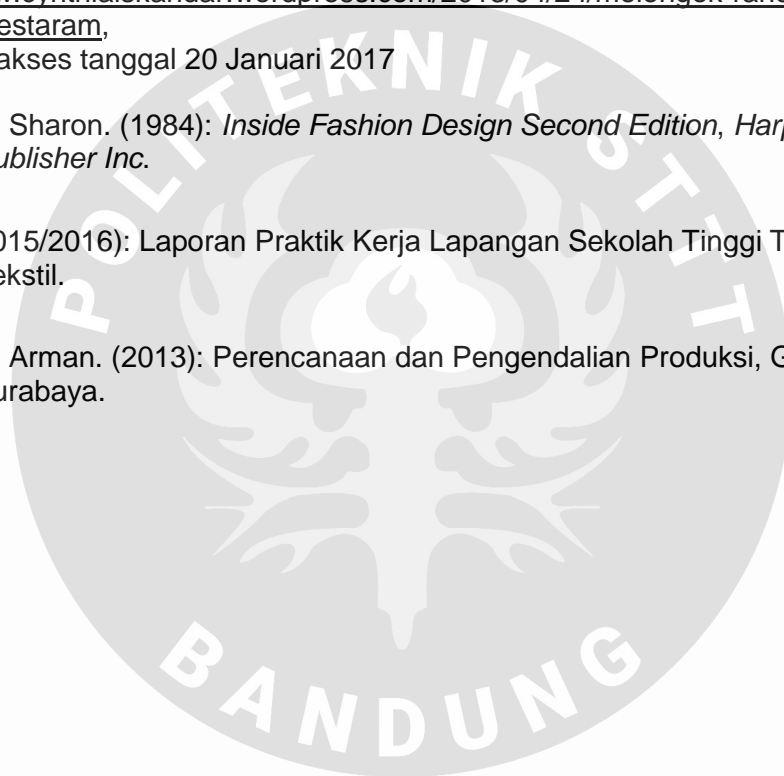 estaram,
akses tanggal 20 Januari 2017
Sharon. (1984): Inside Fashion Design Second Edition, Harp
ublisher Inc.
015/2016): Laporan Praktik Kerja Lapangan Sekolah Tinggi T
ekstil.
Arman. (2013): Perencanaan dan Pengendalian Produksi, G
urabaya.
POLITEKNIK STTT
BANDUNG